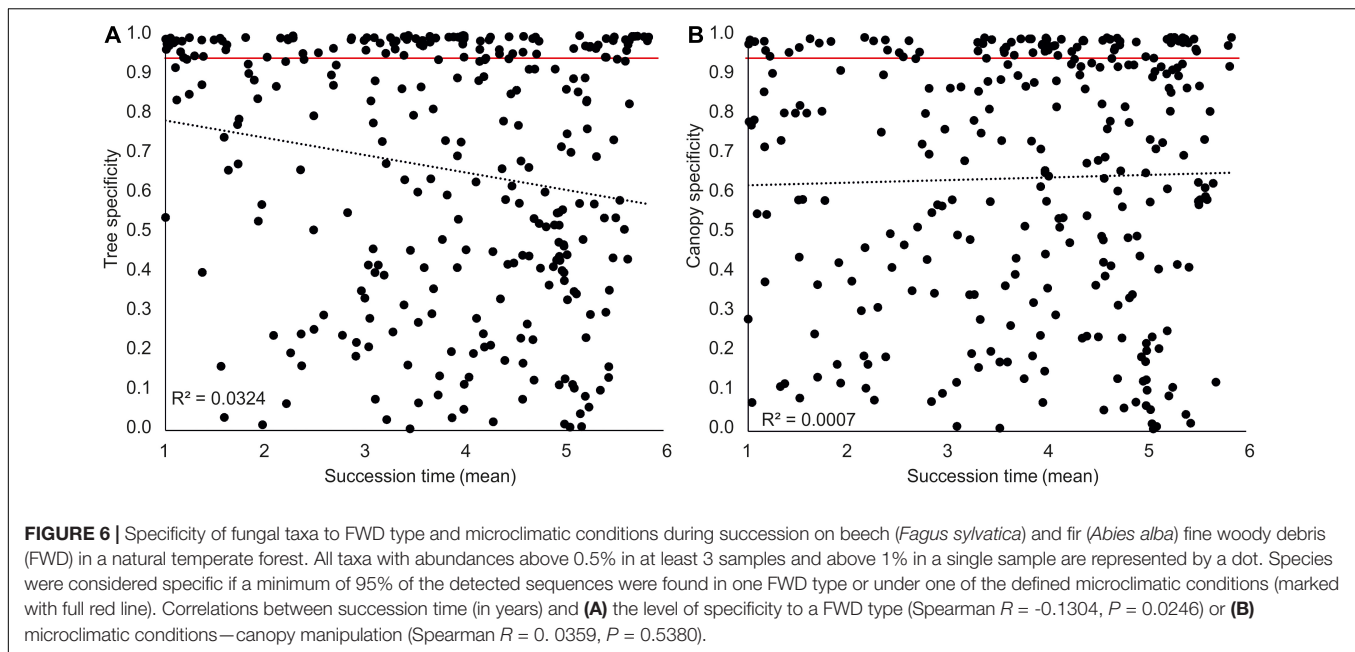 A
B
1.0
0.9
0.8
0.7
0.6
0.5
0.4
0.3
0.2
0.1
0.0
Tree specificity
R² = 0.0324
1 2 3 4 5 6
Succession time (mean)
1.0
0.9
0.8
0.7
0.6
0.5
0.4
0.3
0.2
0.1
0.0
Canopy specificity
R² = 0.0007
1 2 3 4 5 6
Succession time (mean)
FIGURE 6 | Specificity of fungal taxa to FWD type and microclimatic conditions during succession on beech (Fagus sylvatica) and fir (Abies alba) fine woody debris
(FWD) in a natural temperate forest. All taxa with abundances above 0.5% in at least 3 samples and above 1% in a single sample are represented by a dot. Species
were considered specific if a minimum of 95% of the detected sequences were found in one FWD type or under one of the defined microclimatic conditions (marked
with full red line). Correlations between succession time (in years) and (A) the level of specificity to a FWD type (Spearman R = -0.1304, P = 0.0246) or (B)
microclimatic conditions—canopy manipulation (Spearman R = 0. 0359, P = 0.5380).